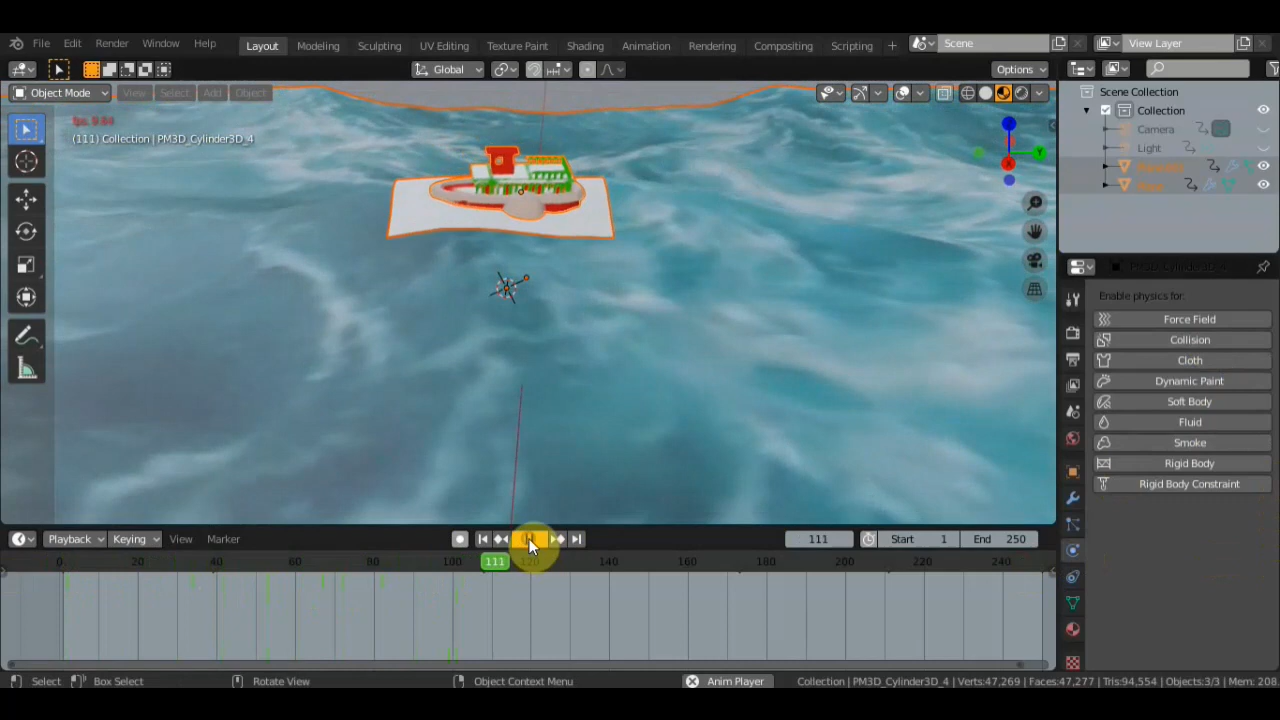 File Edit Render Window Help Layout Modeling Sculpting UV Editing Texture Paint Shading Animation Rendering Compositing Scripting + Scene View Layer
Global Options
Object Mode View Select Add Object
fps: 9.84
(111) Collection | PM3D_Cylinder3D_4
Scene Collection
Collection
Camera
Light
Enable physics for:
Force Field
Collision
Cloth
Dynamic Paint
Soft Body
Fluid
Smoke
Rigid Body
Rigid Body Constraint
Playback Keying View Marker 111 Start 1 End 250
0 20 40 60 80 100 111 120 140 160 180 200 220 240
Select Box Select Rotate View Object Context Menu Anim Player Collection | PM3D_Cylinder3D_4 | Verts:47,269 | Faces:47,277 | Tris:94,554 | Objects:3/3 | Mem: 208.